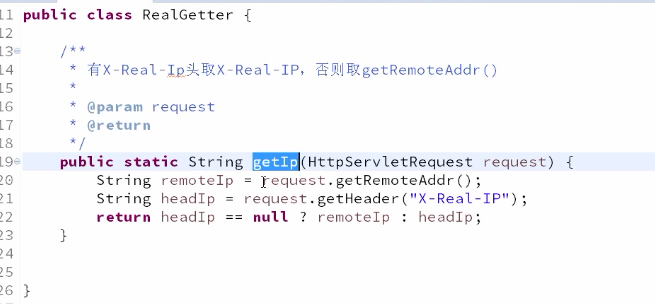 11 public class RealGetter {
12
13 /**
14 * 有X-Real-Ip头取X-Real-IP，否则取getRemoteAddr()
15 *
16 * @param request
17 * @return
18 */
19 public static String getIp(HttpServletRequest request) {
20 String remoteIp = request.getRemoteAddr();
21 String headIp = request.getHeader("X-Real-IP");
22 return headIp == null ? remoteIp : headIp;
23 }
24
25
26 }